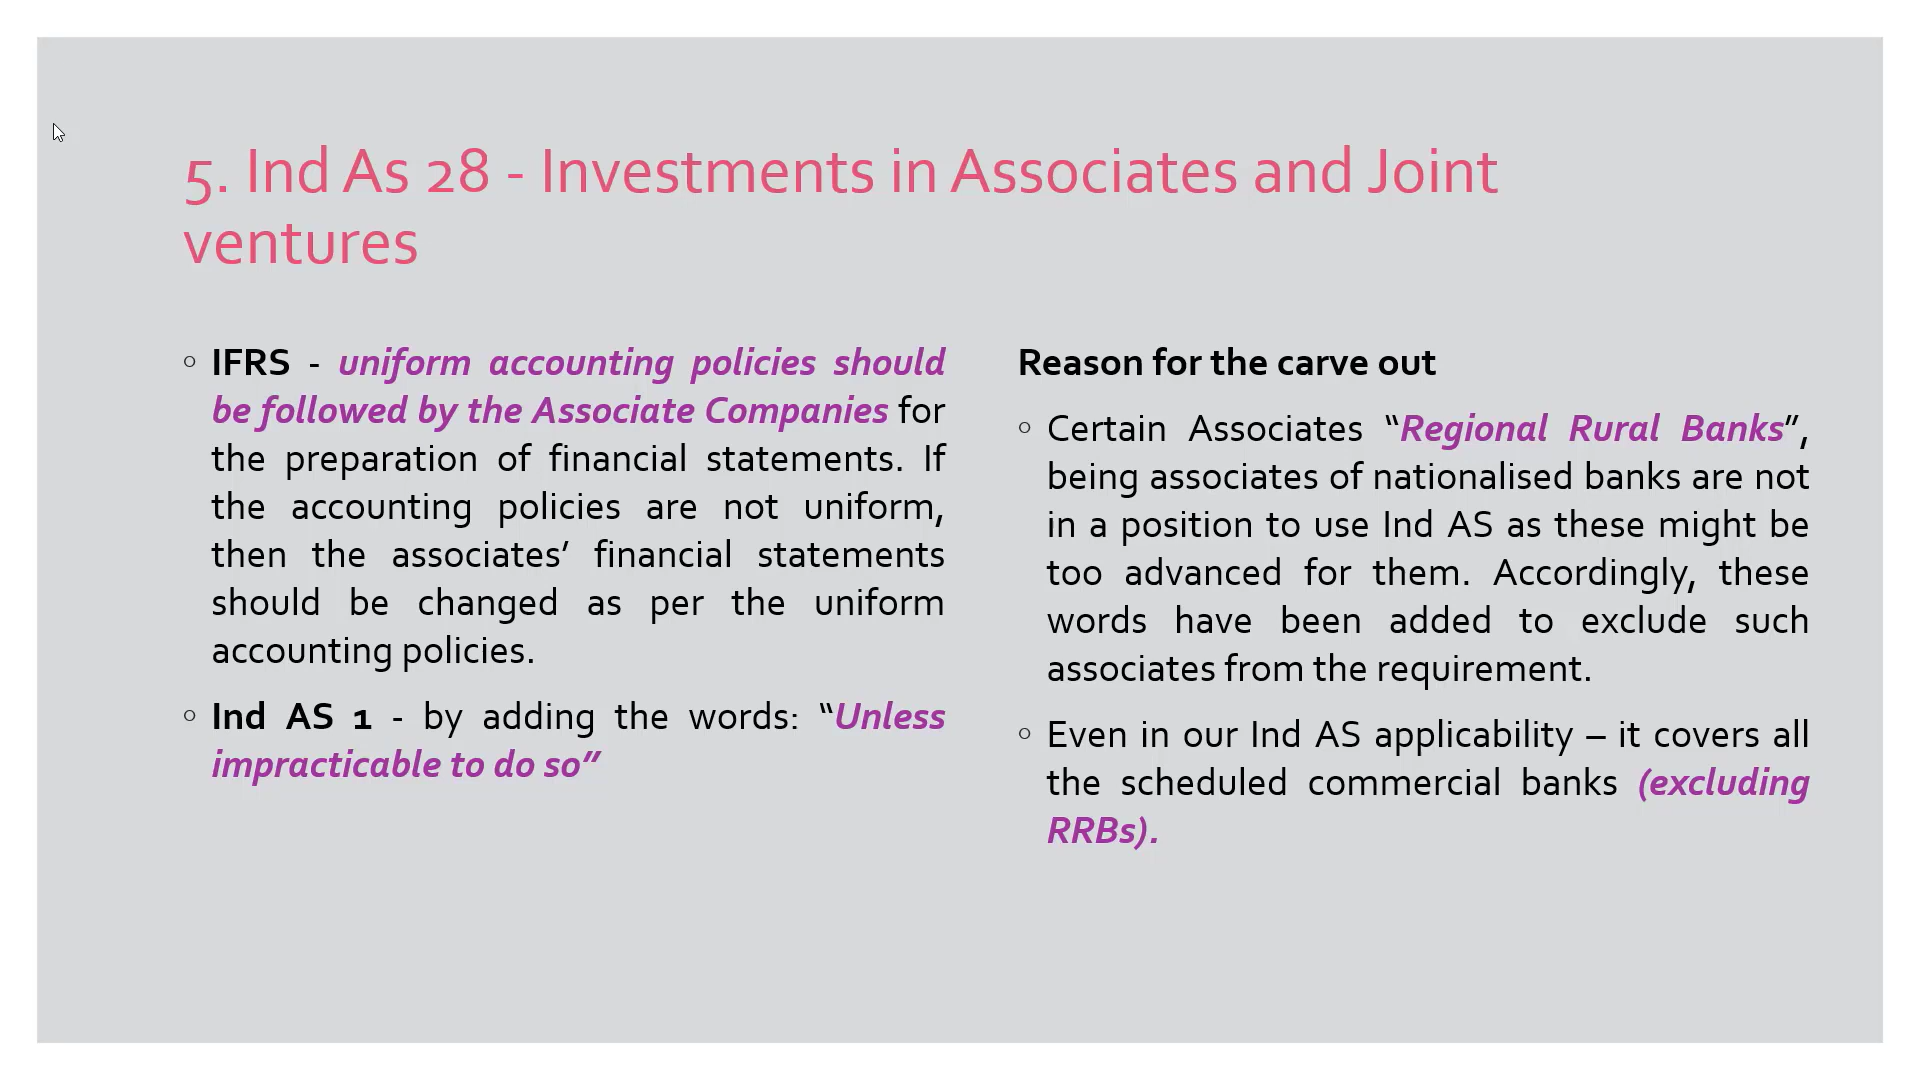 5. Ind As 28 - Investments in Associates and Joint
ventures
○ IFRS - uniform accounting policies should
be followed by the Associate Companies for
the preparation of financial statements. If
the accounting policies are not uniform,
then the associates’ financial statements
should be changed as per the uniform
accounting policies.
○ Ind AS 1 - by adding the words: “Unless
impracticable to do so”
Reason for the carve out
○ Certain Associates “Regional Rural Banks”,
being associates of nationalised banks are not
in a position to use Ind AS as these might be
too advanced for them. Accordingly, these
words have been added to exclude such
associates from the requirement.
○ Even in our Ind AS applicability – it covers all
the scheduled commercial banks (excluding
RRBs).